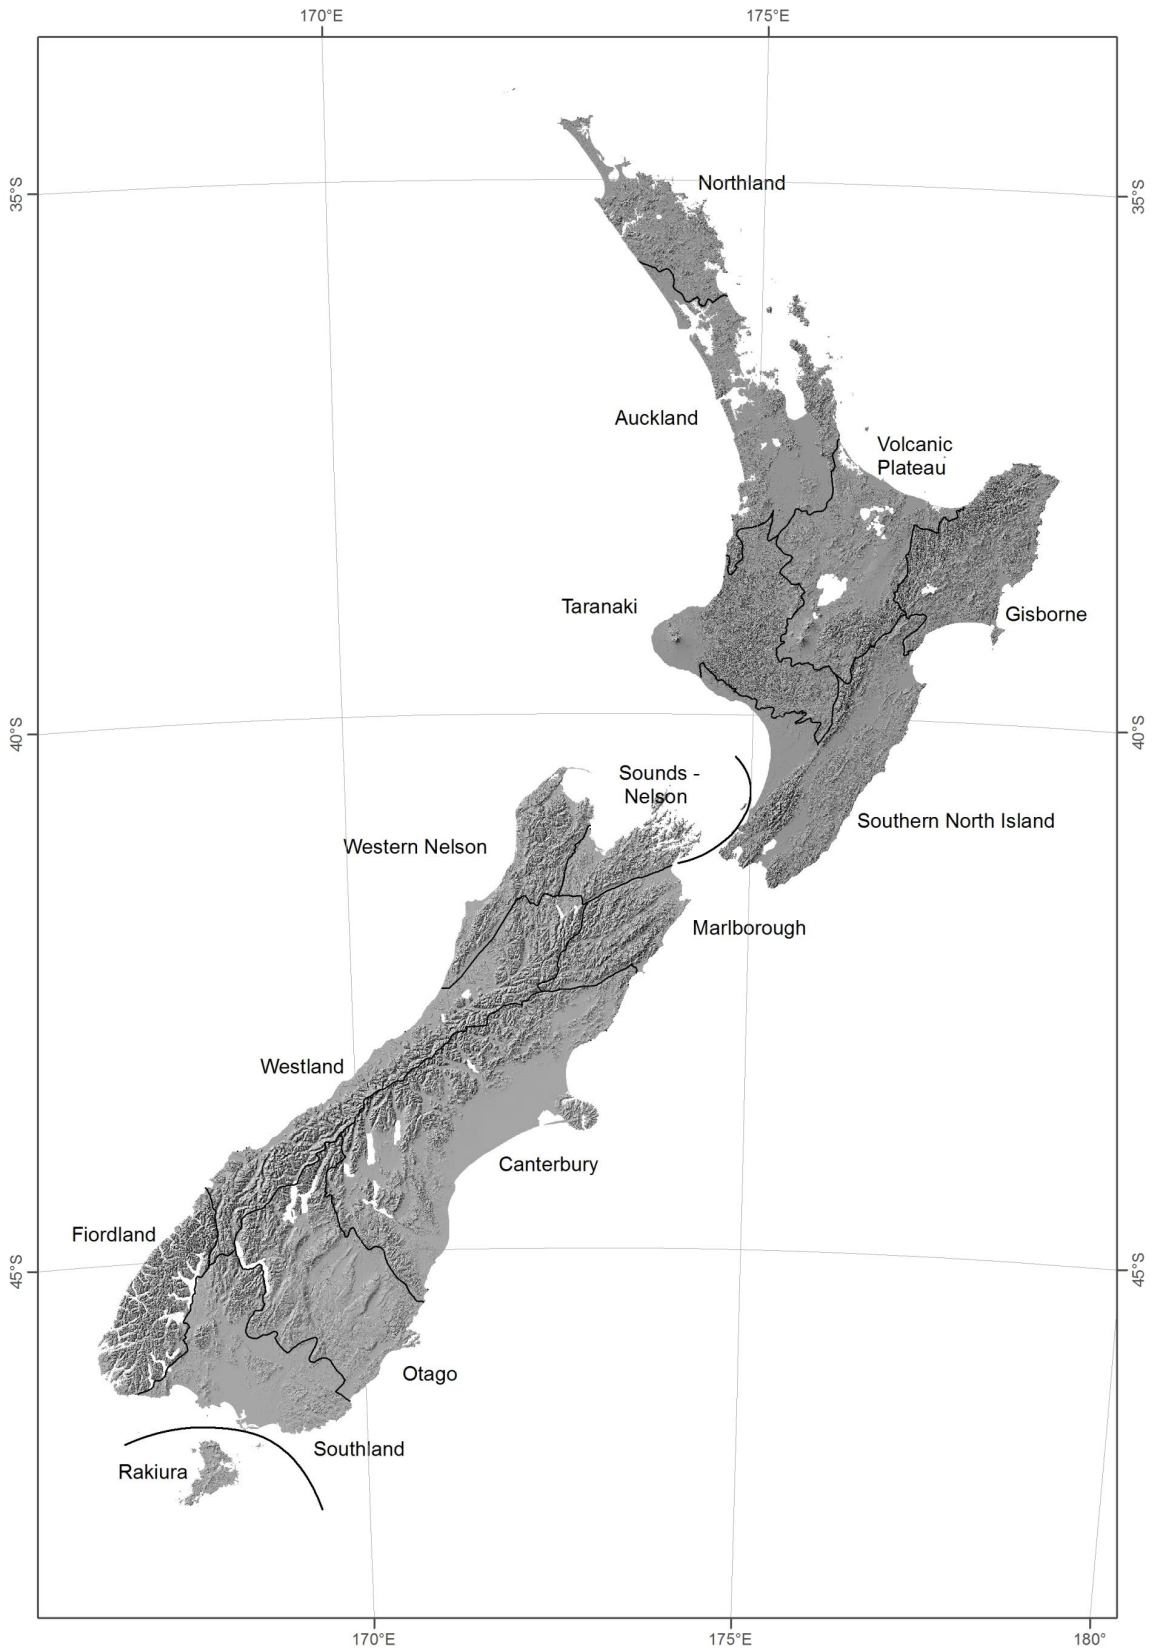 170°E
175°E
35°S
35°S
Northland
Auckland
Volcanic
Plateau
Taranaki
Gisborne
40°S
40°S
Sounds -
Nelson
Southern North Island
Western Nelson
Marlborough
Westland
Canterbury
Fiordland
45°S
45°S
Otago
Southland
Rakiura
170°E
175°E
180°